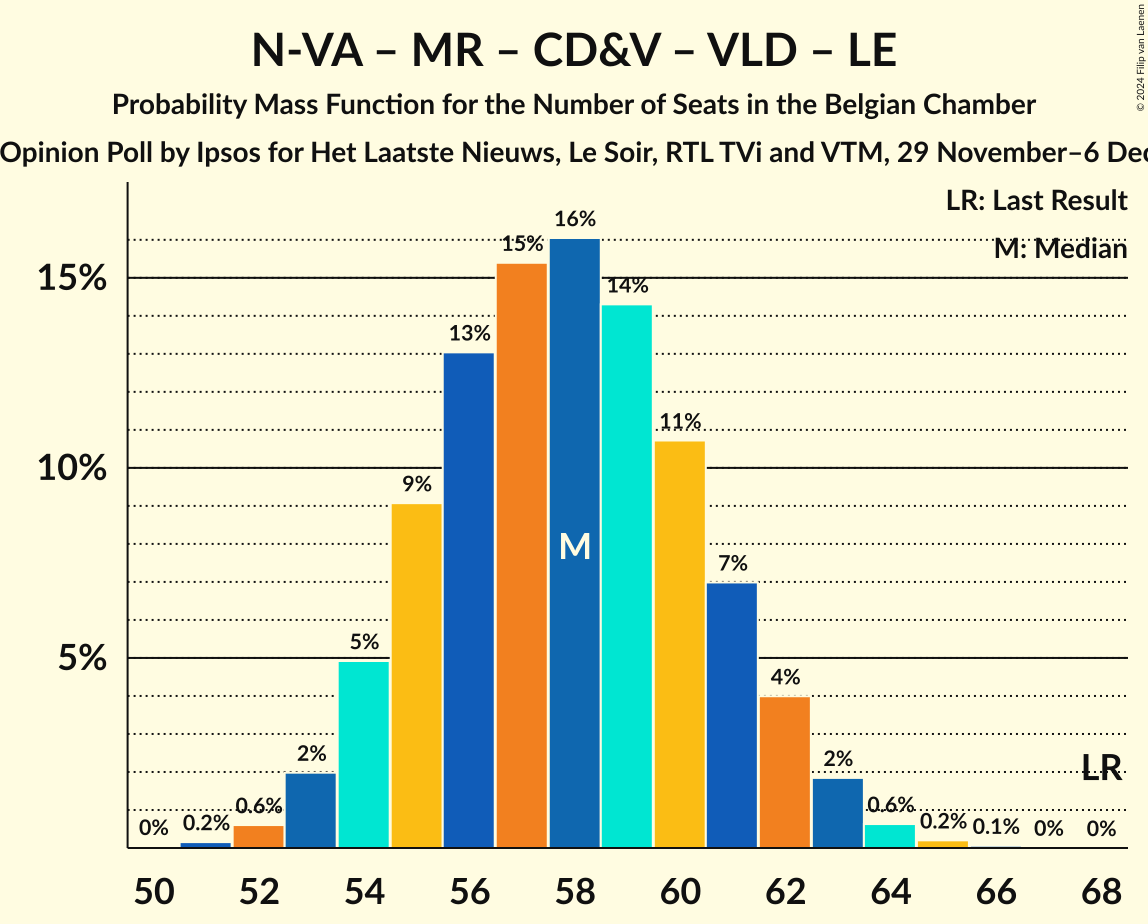 N-VA – MR – CD&V – VLD – LE
Probability Mass Function for the Number of Seats in the Belgian Chamber
Opinion Poll by Ipsos for Het Laatste Nieuws, Le Soir, RTL TVi and VTM, 29 November–6 Dec
© 2024 Filip van Laenen
LR: Last Result
M: Median
15%
10%
5%
0%
0.2%
0.6%
2%
5%
9%
13%
15%
16%
14%
11%
7%
4%
2%
0.6%
0.2%
0.1%
0%
0%
M
LR
50 52 54 56 58 60 62 64 66 68